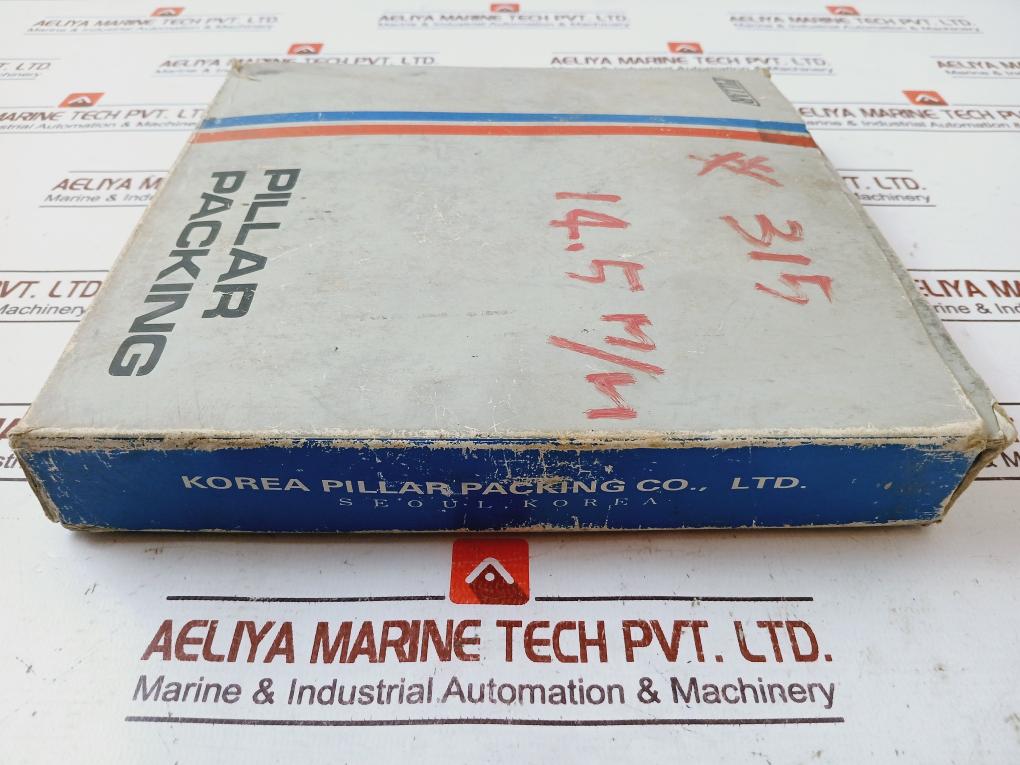 AELIYA MARINE TECH PVT. LTD.
Marine & Industrial Automation & Machinery
PILLAR
PILLAR
PACKING
# 315
14.5 M/M
KOREA PILLAR PACKING CO., LTD.
SEOUL KOREA
AELIYA MARINE TECH PVT. LTD.
Marine & Industrial Automation & Machinery